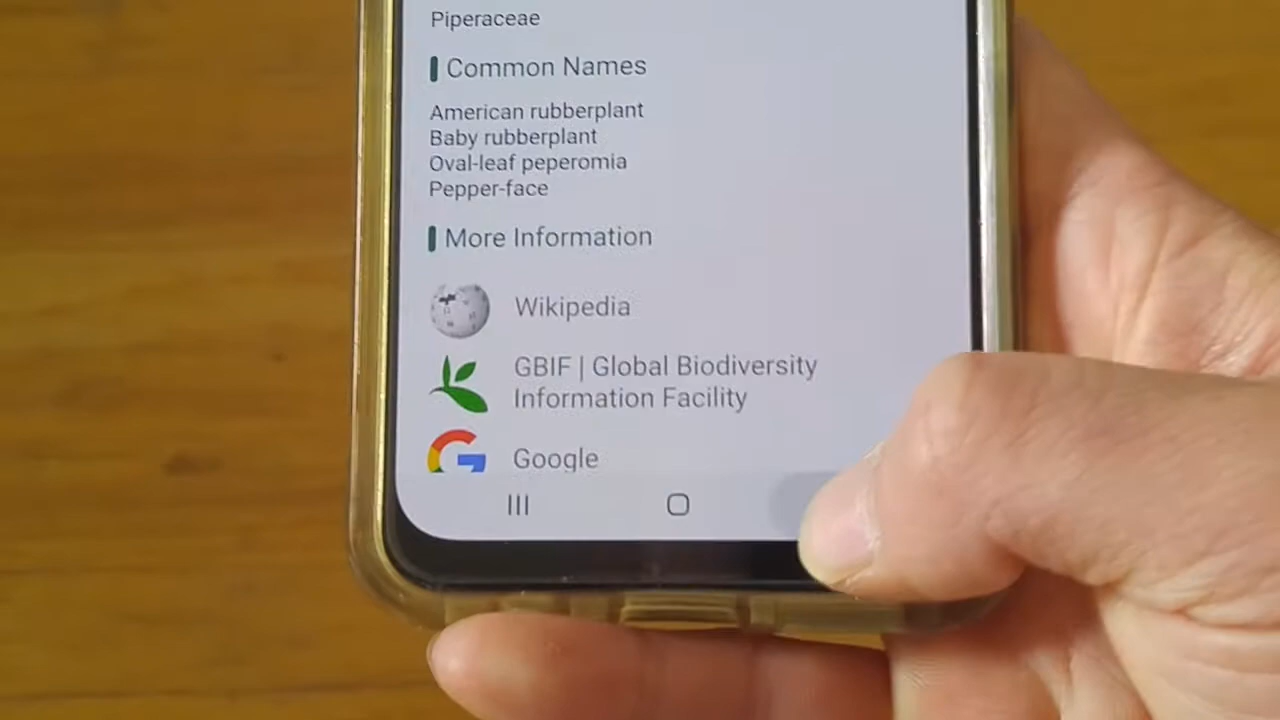 Piperaceae
Common Names
American rubberplant
Baby rubberplant
Oval-leaf peperomia
Pepper-face
More Information
Wikipedia
GBIF | Global Biodiversity
Information Facility
Google